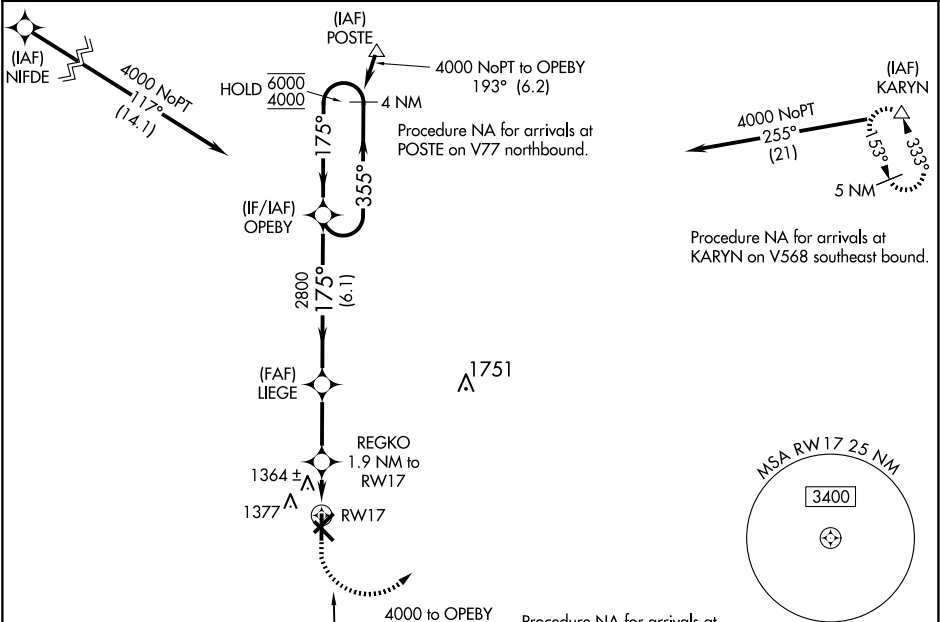 (IAF)
NIFDE
4000 NoPT
117°
(14.1)
(IAF)
POSTE
4000 NoPT to OPEBY
193° (6.2)
HOLD 6000
4000
4 NM
175°
355°
Procedure NA for arrivals at
POSTE on V77 northbound.
(IAF)
KARYN
4000 NoPT
255°
(21)
153°
333°
5 NM
Procedure NA for arrivals at
KARYN on V568 southeast bound.
(IF/IAF)
OPEBY
2800
175°
(6.1)
(FAF)
LIEGE
1751
REGKO
1.9 NM to
RW17
1364 ±
1377
RW17
MSA RW17 25 NM
3400
4000 to OPEBY
Procedure NA for arrivals at